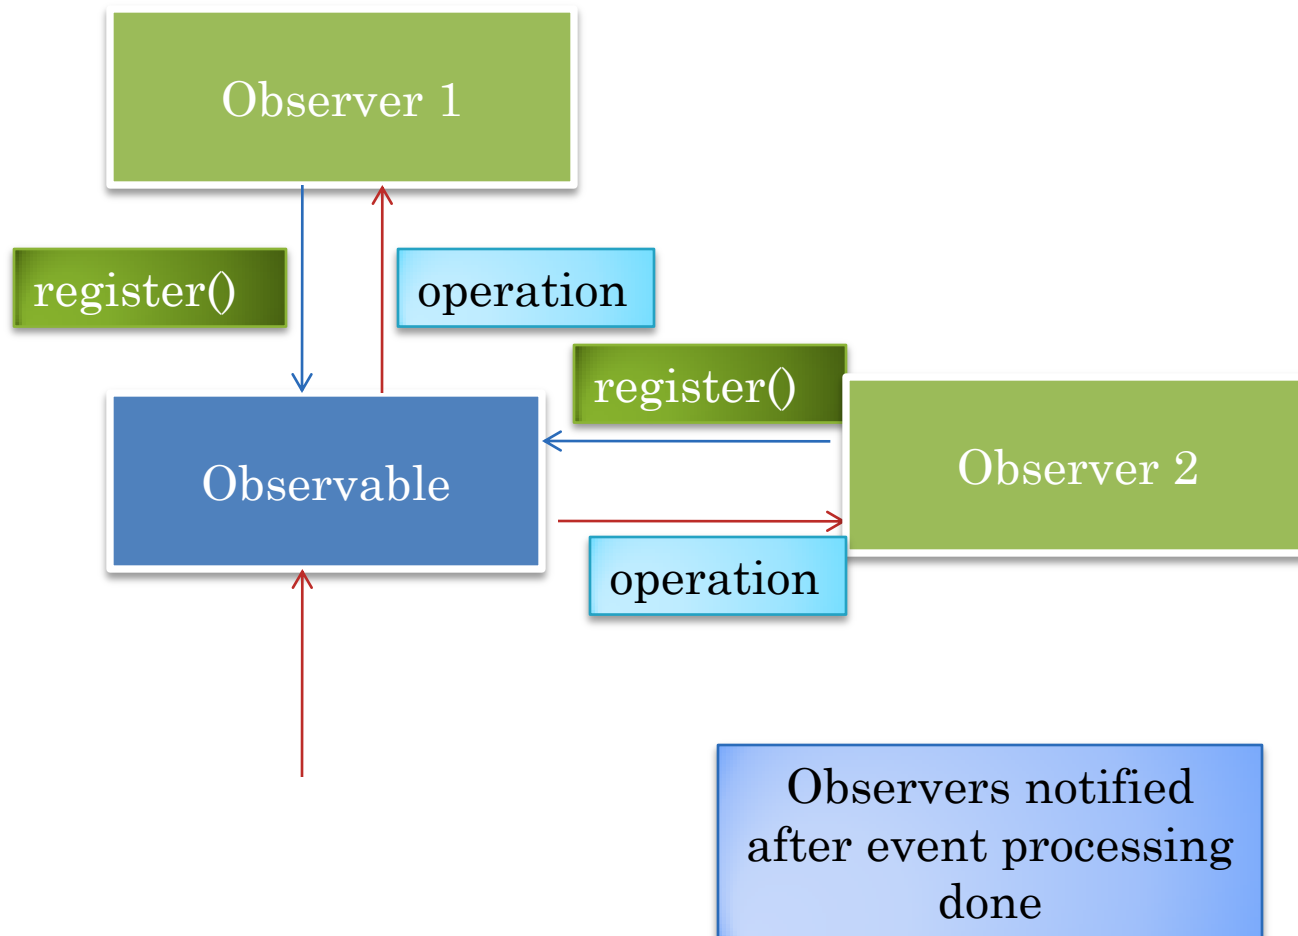 Observer 1
register()
operation
register()
Observable
Observer 2
operation
Observers notified
after event processing
done